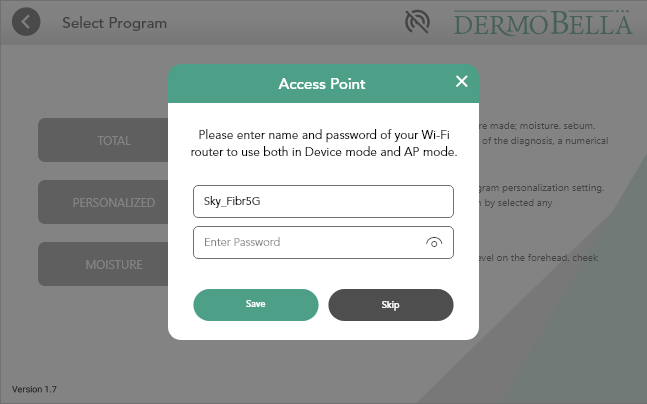 Select Program
DERMOBELLA
Access Point
Please enter name and password of your Wi-Fi
router to use both in Device mode and AP mode.
Sky_Fibr5G
Enter Password
Save
Skip
TOTAL
re made; moisture. sebum.
of the diagnosis, a numerical
PERSONALIZED
gram personalization setting.
n by selected any
MOISTURE
evel on the forehead, cheek
Version 1.7